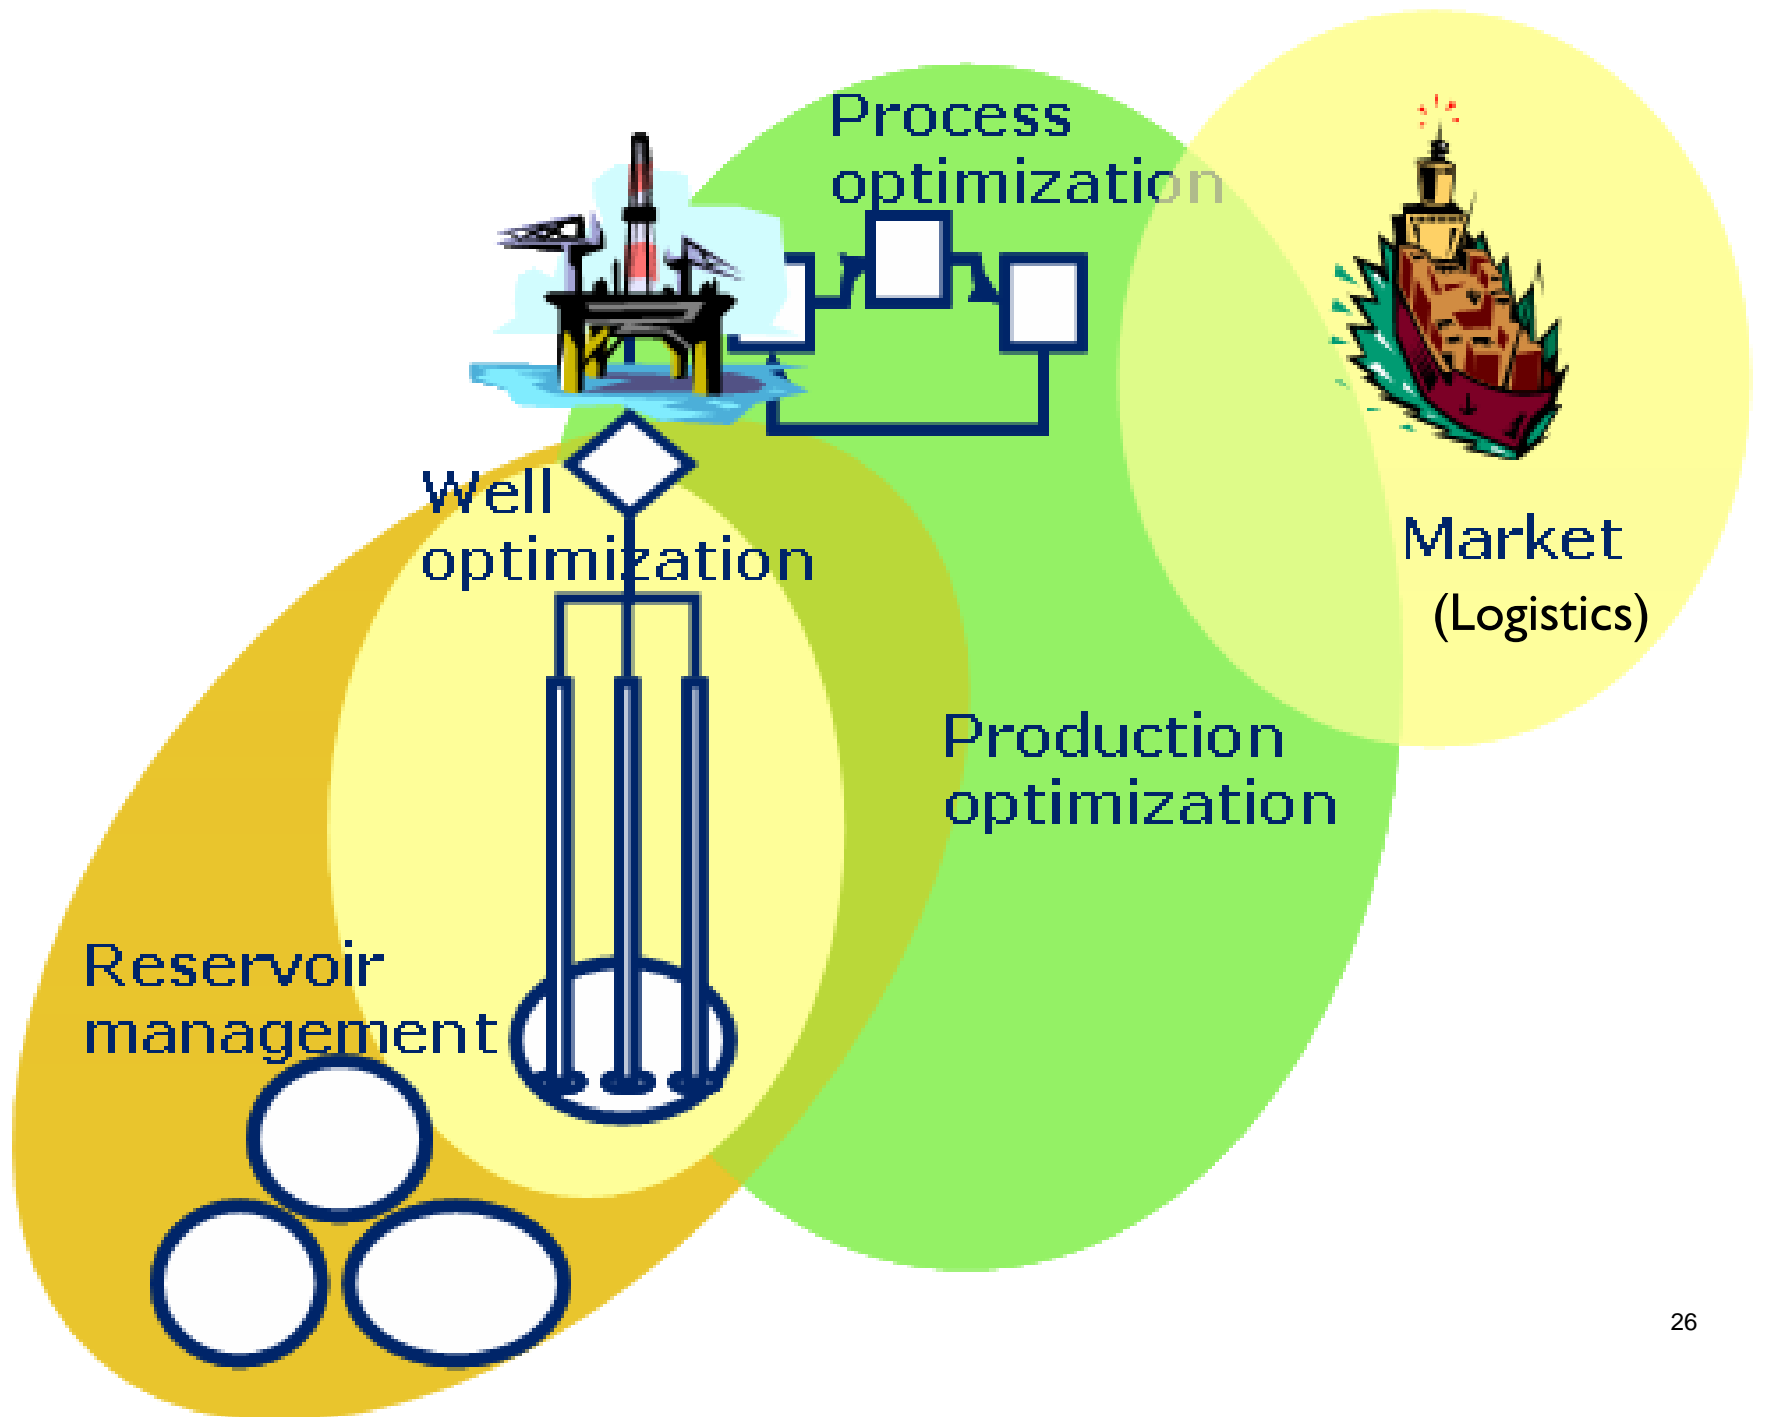 Process
optimization
Well
optimization
Market
(Logistics)
Production
optimization
Reservoir
management
26